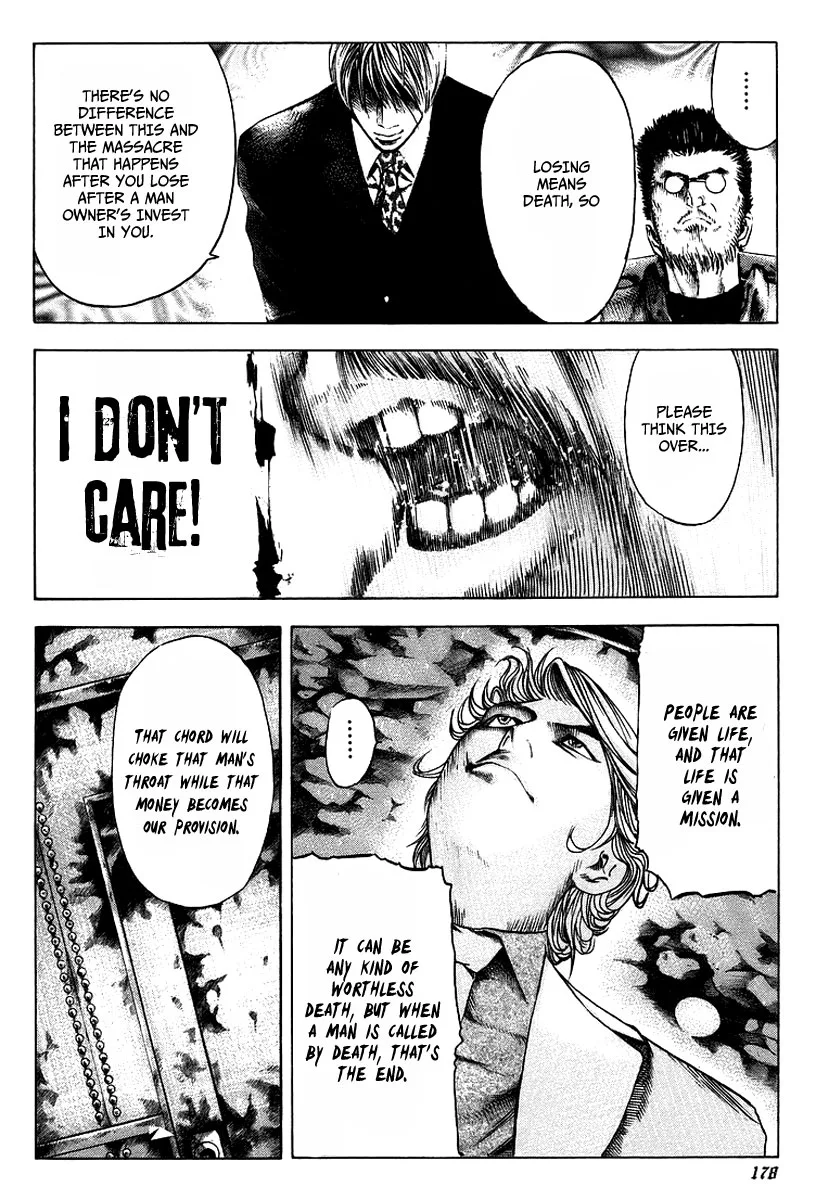 ......
LOSING
MEANS
DEATH, SO
THERE'S NO
DIFFERENCE
BETWEEN THIS AND
THE MASSACRE
THAT HAPPENS
AFTER YOU LOSE
AFTER A MAN
OWNER'S INVEST
IN YOU.
PLEASE
THINK THIS
OVER...
I DON'T
CARE!
PEOPLE ARE
GIVEN LIFE,
AND THAT
LIFE IS
GIVEN A
MISSION.
......
IT CAN BE
ANY KIND OF
WORTHLESS
DEATH, BUT WHEN
A MAN IS CALLED
BY DEATH, THAT'S
THE END.
THAT CHORD WILL
CHOKE THAT MAN'S
THROAT WHILE THAT
MONEY BECOMES
OUR PROVISION.
178